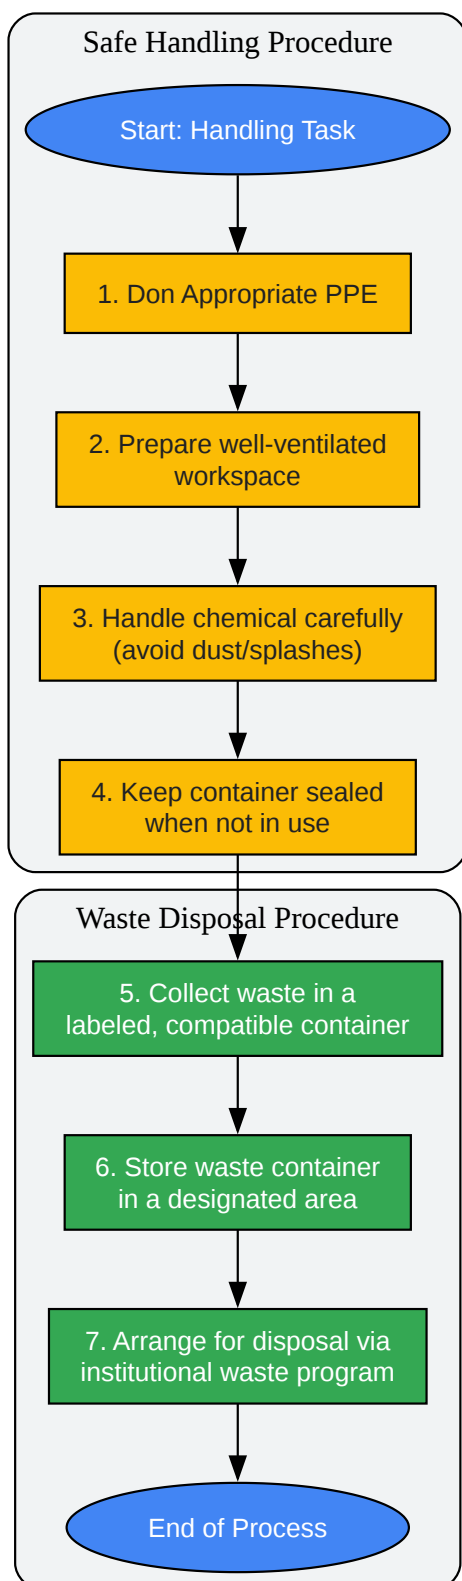 Safe Handling Procedure
Start: Handling Task
1. Don Appropriate PPE
2. Prepare well-ventilated
workspace
3. Handle chemical carefully
(avoid dust/splashes)
4. Keep container sealed
when not in use
Waste Disposal Procedure
5. Collect waste in a
labeled, compatible container
6. Store waste container
in a designated area
7. Arrange for disposal via
institutional waste program
End of Process